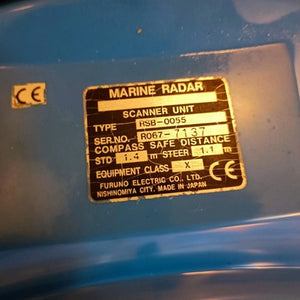 CE
MARINE RADAR
SCANNER UNIT
TYPE RSB-0055
SER.NO. R067-7137
COMPASS SAFE DISTANCE
STD 1.4 m STEER 1.1 m
EQUIPMENT CLASS X
FURUNO ELECTRIC CO., LTD.
NISHINOMIYA CITY, MADE IN JAPAN
CE